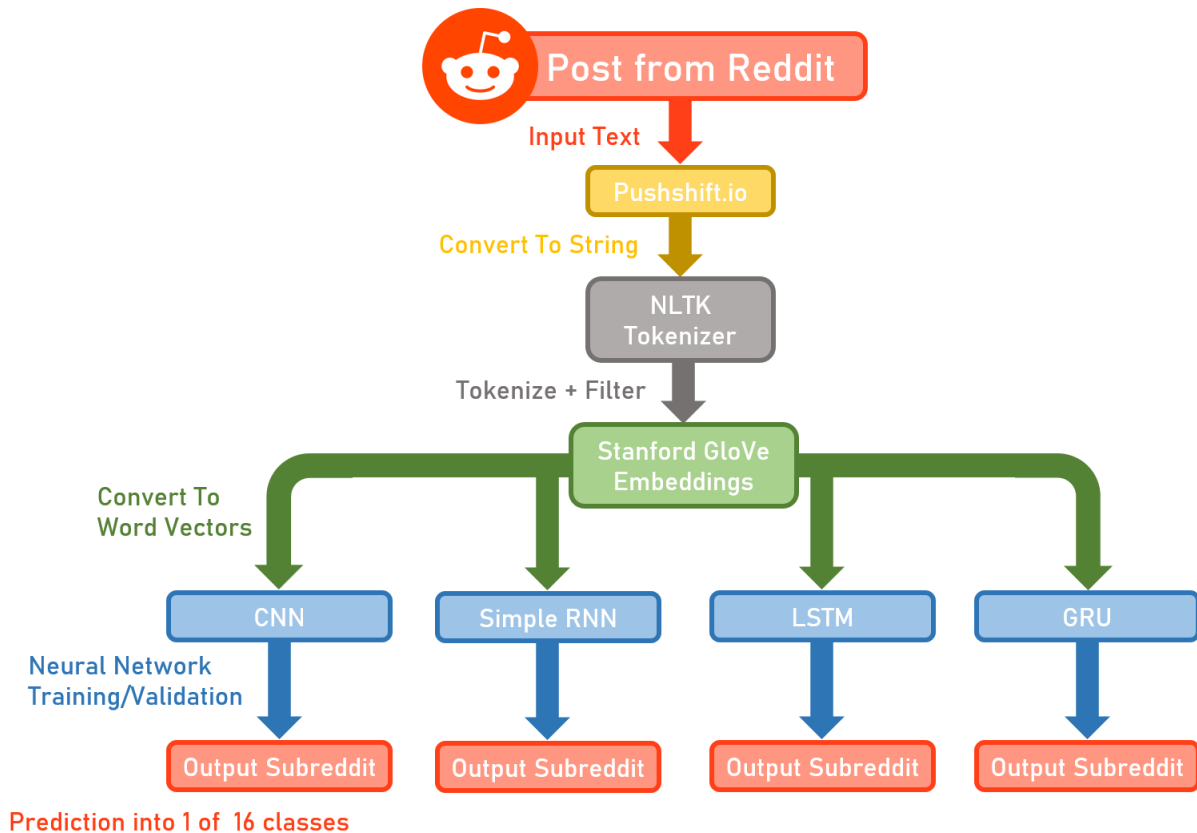 Post from Reddit
Input Text
Pushshift.io
Convert To String
NLTK
Tokenizer
Tokenize + Filter
Stanford GloVe
Embeddings
Convert To
Word Vectors
CNN
Simple RNN
LSTM
GRU
Neural Network
Training/Validation
Output Subreddit
Output Subreddit
Output Subreddit
Output Subreddit
Prediction into 1 of 16 classes